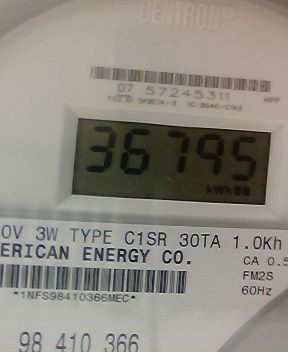 CENTRON®
07 57245311
36795
kWh
0V 3W TYPE C1SR 30TA 1.0Kh
ERICAN ENERGY CO.
CA 0.5
FM2S
*1NFS98410366MEC*
60Hz
98 410 366